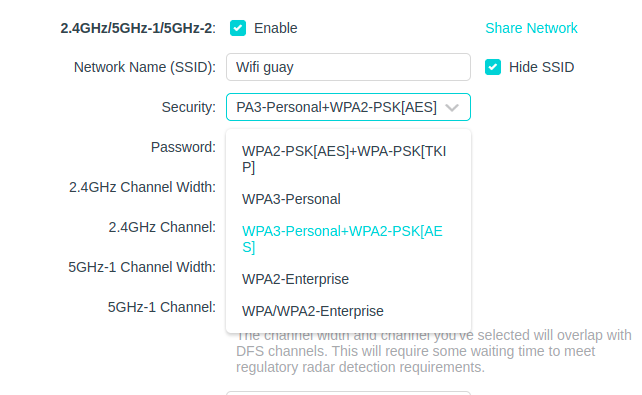 2.4GHz/5GHz-1/5GHz-2: Enable Share Network
Network Name (SSID): Wifi guay Hide SSID
Security: PA3-Personal+WPA2-PSK[AES]
Password:
WPA2-PSK[AES]+WPA-PSK[TKI
P]
2.4GHz Channel Width:
WPA3-Personal
2.4GHz Channel:
WPA3-Personal+WPA2-PSK[AE
S]
5GHz-1 Channel Width:
WPA2-Enterprise
5GHz-1 Channel:
WPA/WPA2-Enterprise
The channel width and channel you've selected will overlap with
DFS channels. This will require some waiting time to meet
regulatory radar detection requirements.